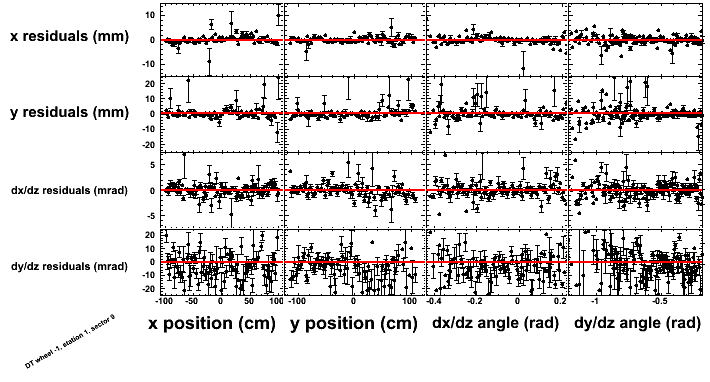 x residuals (mm)
10
0
-10
y residuals (mm)
20
10
0
-10
-20
dx/dz residuals (mrad)
5
0
-5
dy/dz residuals (mrad)
20
10
0
-10
-20
-100 -50 0 50 100 -100 0 100 -0.4 -0.2 0 0.2 -1 -0.5
x position (cm) y position (cm) dx/dz angle (rad) dy/dz angle (rad)
DT wheel -1, station 1, sector 9